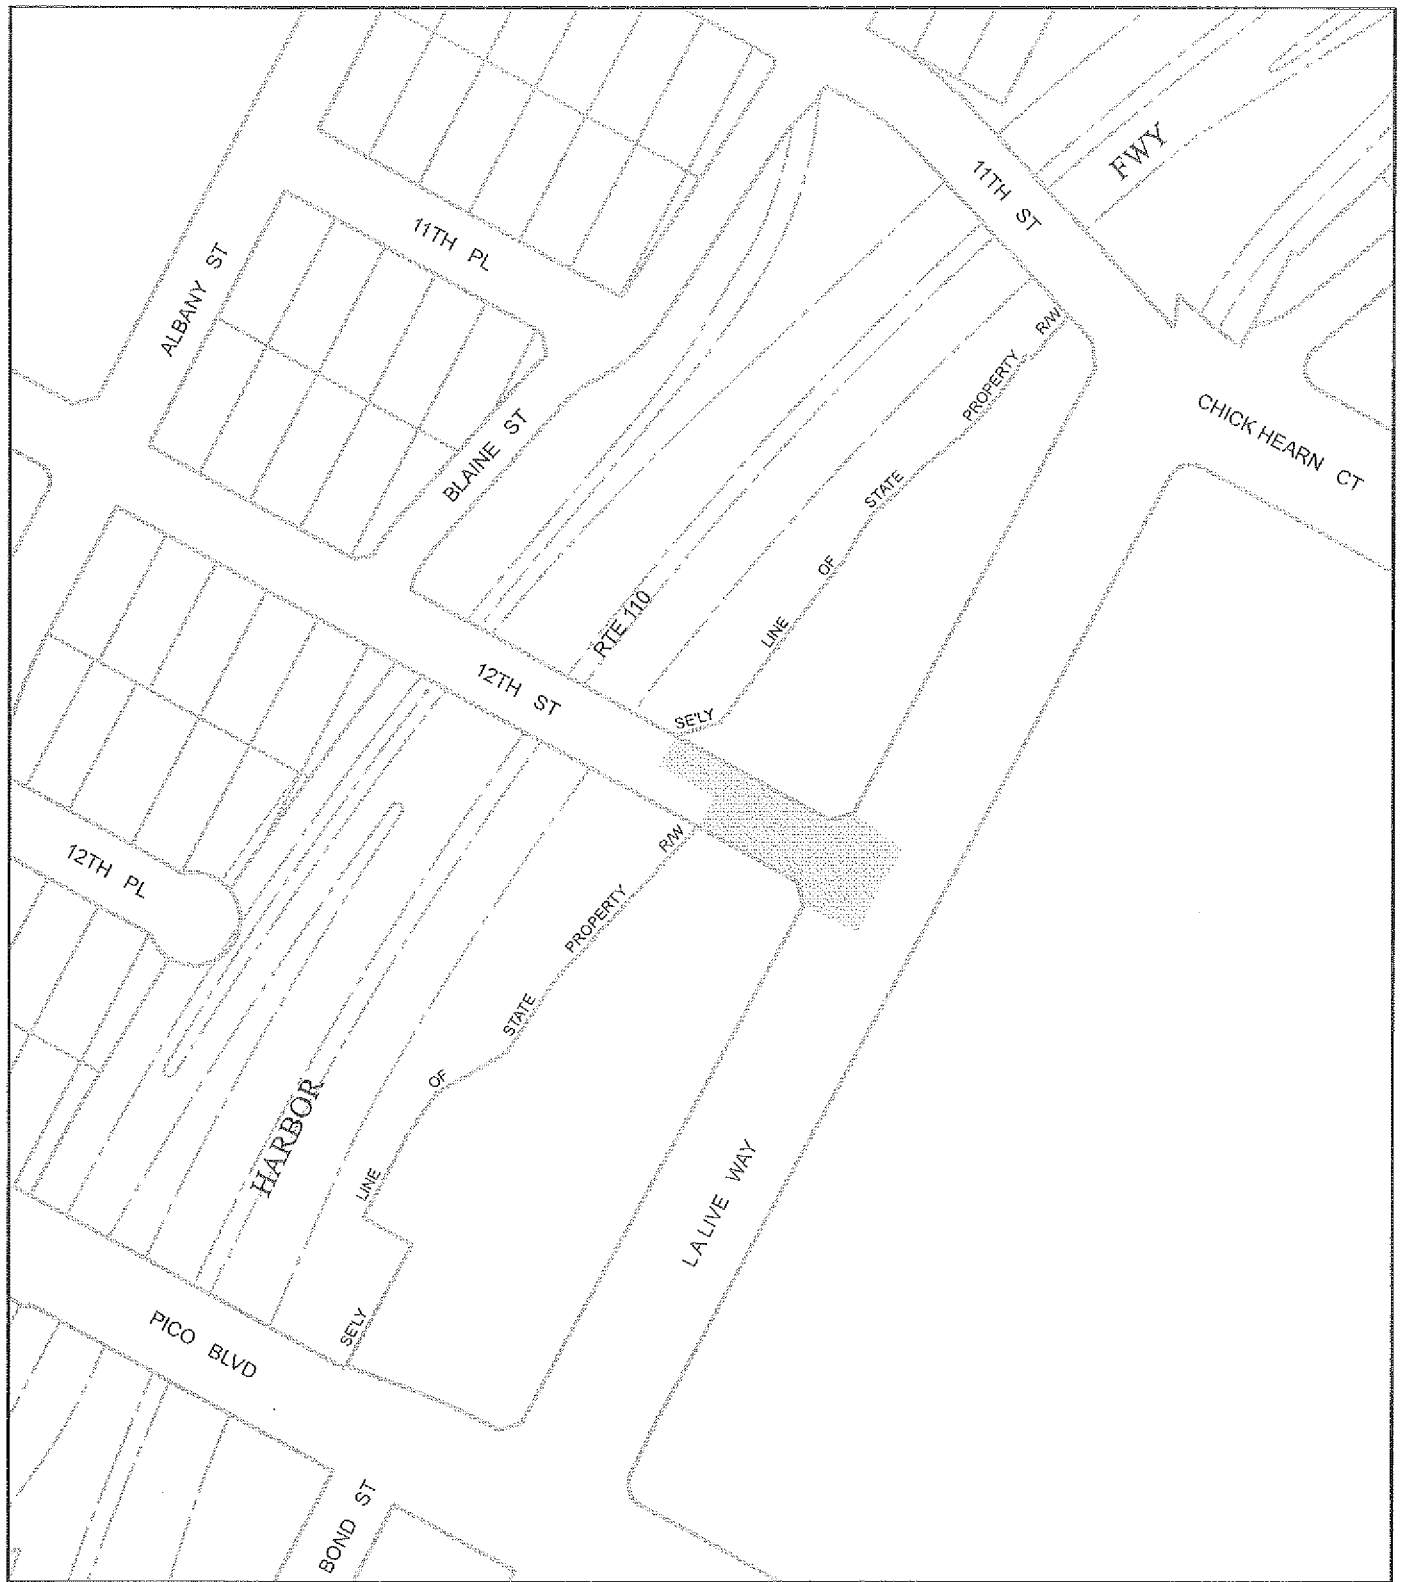 FWY
11TH ST
11TH PL
ALBANY ST
R/W
PROPERTY
CHICK HEARN CT
BLAINE ST
STATE
OF
RTE 110
LINE
12TH ST
SE'LY
R/W
12TH PL
PROPERTY
STATE
OF
HARBOR
LINE
LA LIVE WAY
SE'LY
PICO BLVD
BOND ST